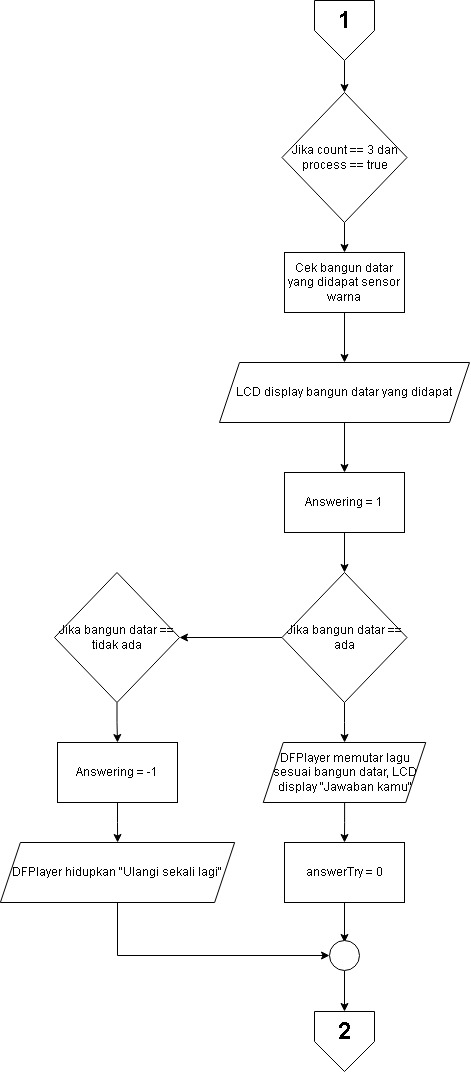 1
Jika count == 3 dan
process == true
Cek bangun datar
yang didapat sensor
warna
LCD display bangun datar yang didapat
Answering = 1
Jika bangun datar ==
tidak ada
Jika bangun datar ==
ada
Answering = -1
DFPlayer memutar lagu
sesuai bangun datar, LCD
display "Jawaban kamu"
DFPlayer hidupkan "Ulangi sekali lagi"
answerTry = 0
2